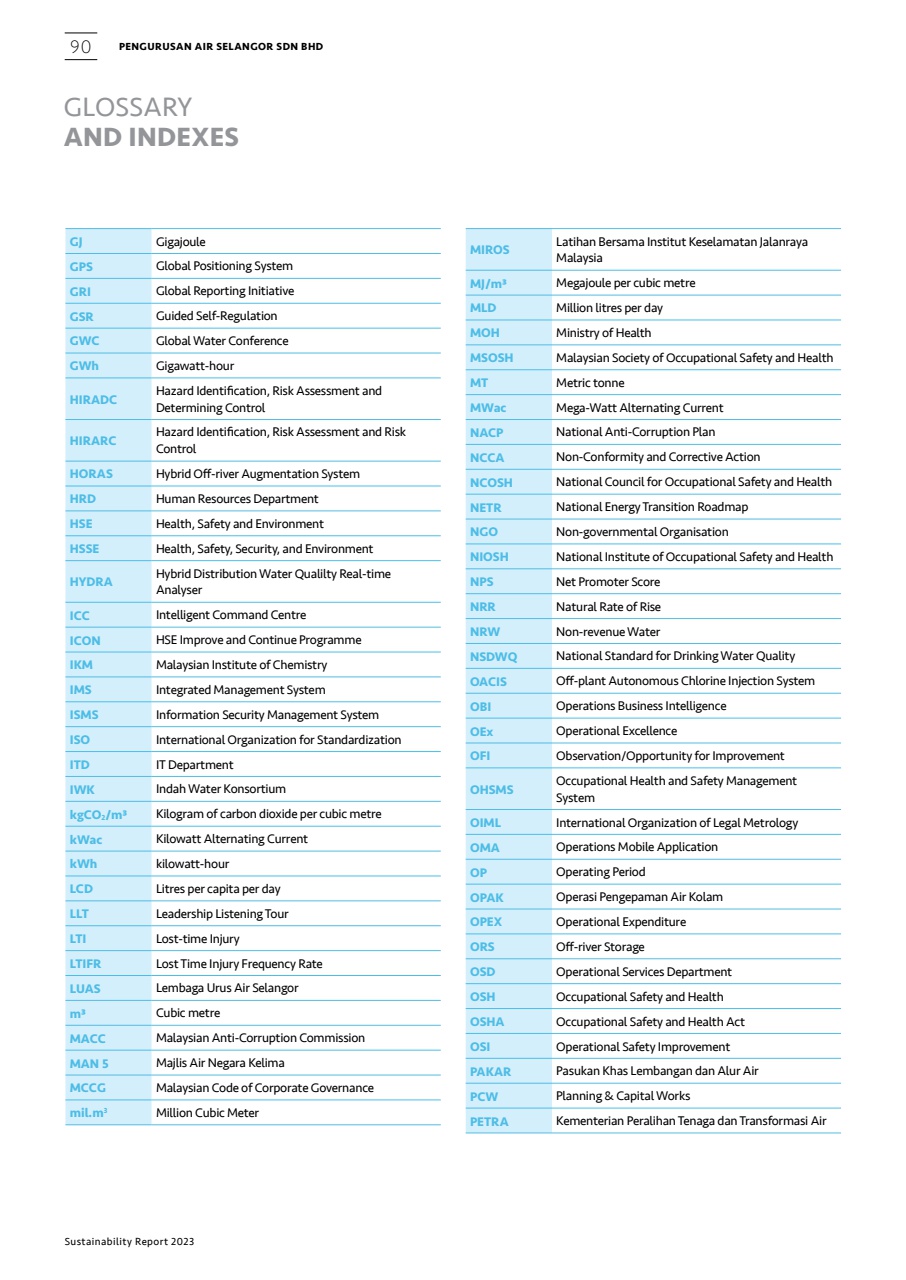 90
PENGURUSAN AIR SELANGOR SDN BHD
GLOSSARY
AND INDEXES
GJ Gigajoule
GPS Global Positioning System
GRI Global Reporting Initiative
GSR Guided Self-Regulation
GWC Global Water Conference
GWh Gigawatt-hour
HIRADC Hazard Identification, Risk Assessment and
Determining Control
HIRARC Hazard Identification, Risk Assessment and Risk
Control
HORAS Hybrid Off-river Augmentation System
HRD Human Resources Department
HSE Health, Safety and Environment
HSSE Health, Safety, Security, and Environment
HYDRA Hybrid Distribution Water Qualilty Real-time
Analyser
ICC Intelligent Command Centre
ICON HSE Improve and Continue Programme
IKM Malaysian Institute of Chemistry
IMS Integrated Management System
ISMS Information Security Management System
ISO International Organization for Standardization
ITD IT Department
IWK Indah Water Konsortium
kgCO₂/m³ Kilogram of carbon dioxide per cubic metre
kWac Kilowatt Alternating Current
kWh kilowatt-hour
LCD Litres per capita per day
LLT Leadership Listening Tour
LTI Lost-time Injury
LTIFR Lost Time Injury Frequency Rate
LUAS Lembaga Urus Air Selangor
m³ Cubic metre
MACC Malaysian Anti-Corruption Commission
MAN 5 Majlis Air Negara Kelima
MCCG Malaysian Code of Corporate Governance
mil.m³ Million Cubic Meter
MIROS Latihan Bersama Institut Keselamatan Jalanraya
Malaysia
MJ/m³ Megajoule per cubic metre
MLD Million litres per day
MOH Ministry of Health
MSOSH Malaysian Society of Occupational Safety and Health
MT Metric tonne
MWac Mega-Watt Alternating Current
NACP National Anti-Corruption Plan
NCCA Non-Conformity and Corrective Action
NCOSH National Council for Occupational Safety and Health
NETR National Energy Transition Roadmap
NGO Non-governmental Organisation
NIOSH National Institute of Occupational Safety and Health
NPS Net Promoter Score
NRR Natural Rate of Rise
NRW Non-revenue Water
NSDWQ National Standard for Drinking Water Quality
OACIS Off-plant Autonomous Chlorine Injection System
OBI Operations Business Intelligence
OEx Operational Excellence
OFI Observation/Opportunity for Improvement
OHSMS Occupational Health and Safety Management
System
OIML International Organization of Legal Metrology
OMA Operations Mobile Application
OP Operating Period
OPAK Operasi Pengepaman Air Kolam
OPEX Operational Expenditure
ORS Off-river Storage
OSD Operational Services Department
OSH Occupational Safety and Health
OSHA Occupational Safety and Health Act
OSI Operational Safety Improvement
PAKAR Pasukan Khas Lembangan dan Alur Air
PCW Planning & Capital Works
PETRA Kementerian Peralihan Tenaga dan Transformasi Air
Sustainability Report 2023